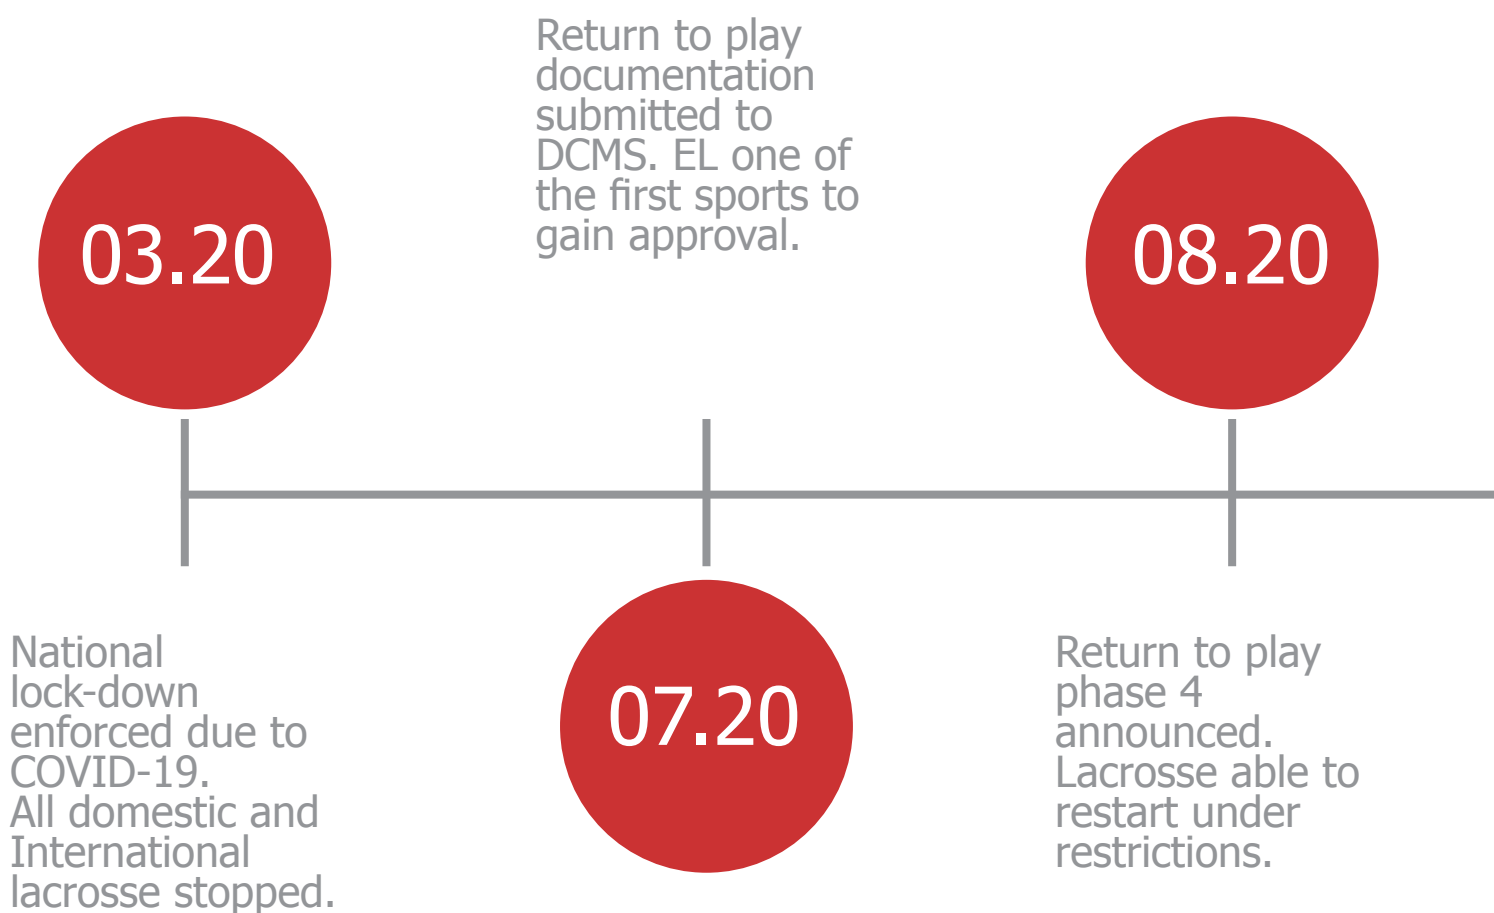 03.20
National
lock-down
enforced due to
COVID-19.
All domestic and
International
lacrosse stopped.
Return to play
documentation
submitted to
DCMS. EL one of
the first sports to
gain approval.
07.20
08.20
Return to play
phase 4
announced.
Lacrosse able to
restart under
restrictions.